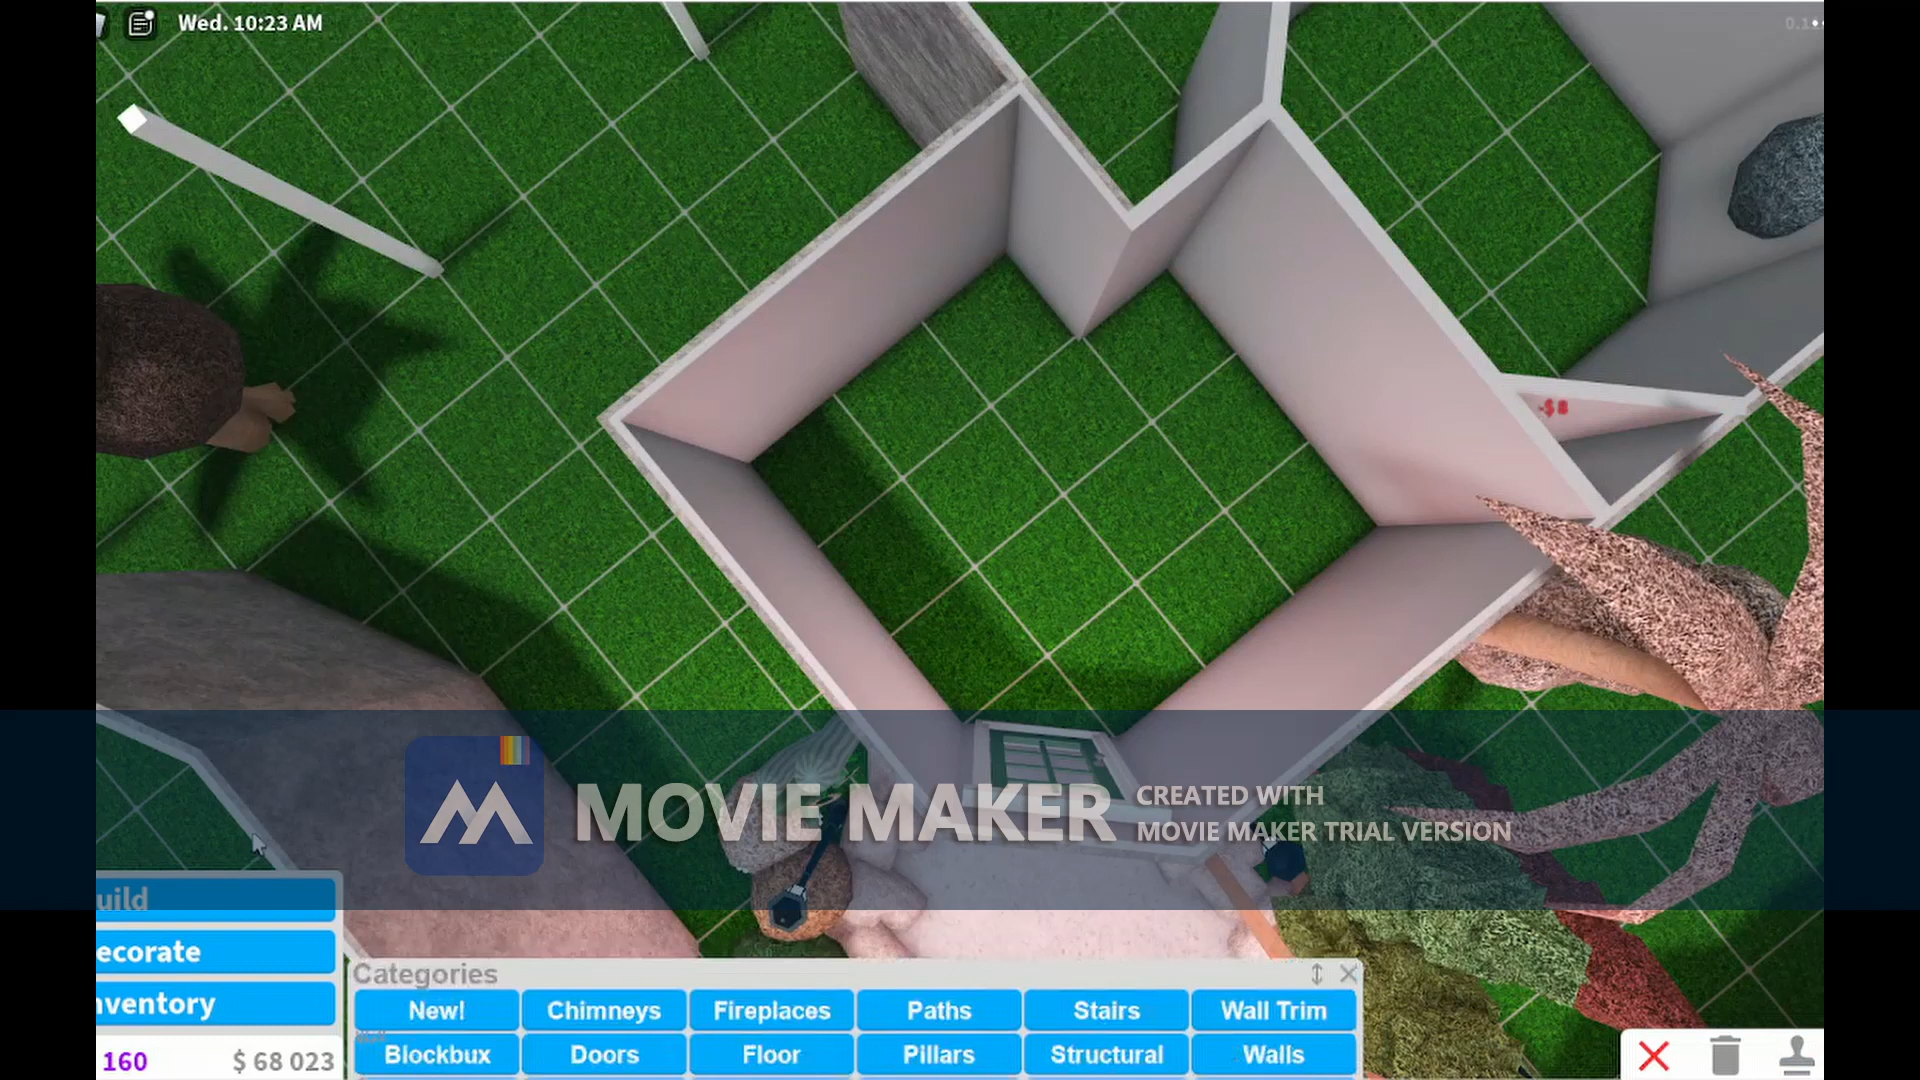 Wed. 10:23 AM
-$8
MOVIE MAKER
CREATED WITH
MOVIE MAKER TRIAL VERSION
uild
ecorate
nventory
160
$ 68 023
Categories
New!
Chimneys
Fireplaces
Paths
Stairs
Wall Trim
Blockbux
Doors
Floor
Pillars
Structural
Walls